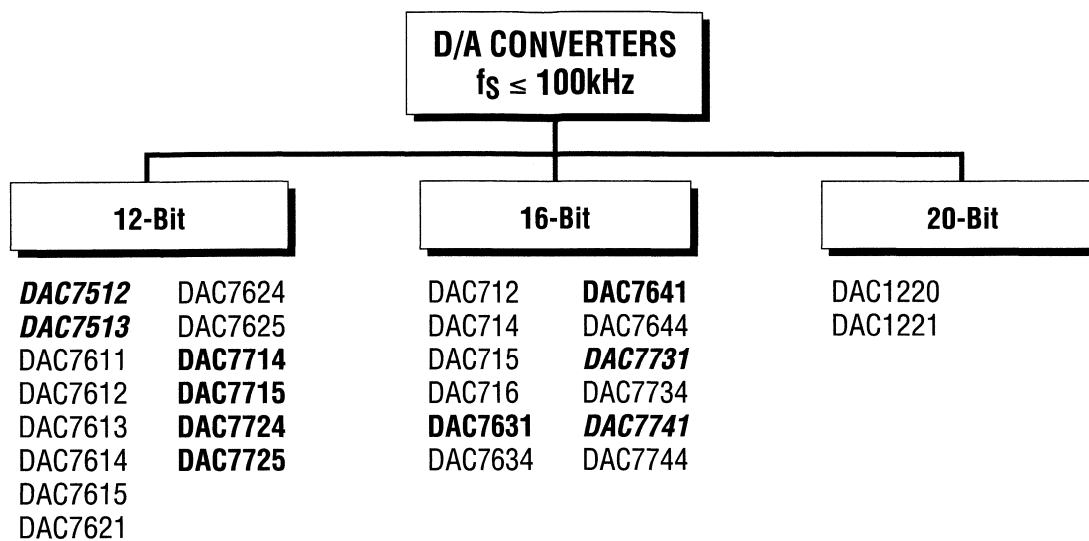 D/A CONVERTERS
fS ≤ 100kHz
12-Bit
16-Bit
20-Bit
DAC7512
DAC7513
DAC7611
DAC7612
DAC7613
DAC7614
DAC7615
DAC7621
DAC7624
DAC7625
DAC7714
DAC7715
DAC7724
DAC7725
DAC712
DAC714
DAC715
DAC716
DAC7631
DAC7634
DAC7641
DAC7644
DAC7731
DAC7734
DAC7741
DAC7744
DAC1220
DAC1221